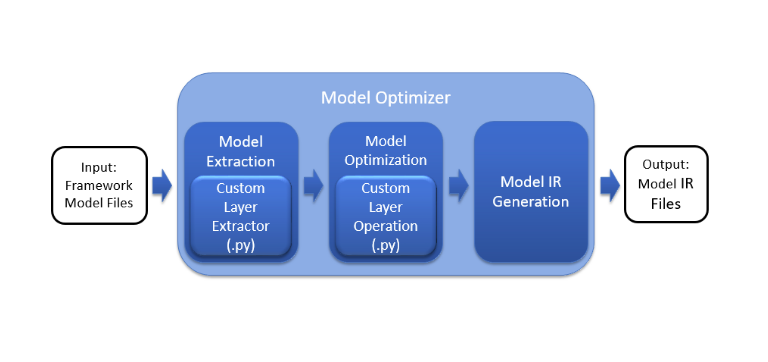 Model Optimizer
Input:
Framework
Model Files
Model
Extraction
Custom
Layer
Extractor
(.py)
Model
Optimization
Custom
Layer
Operation
(.py)
Model IR
Generation
Output:
Model IR
Files